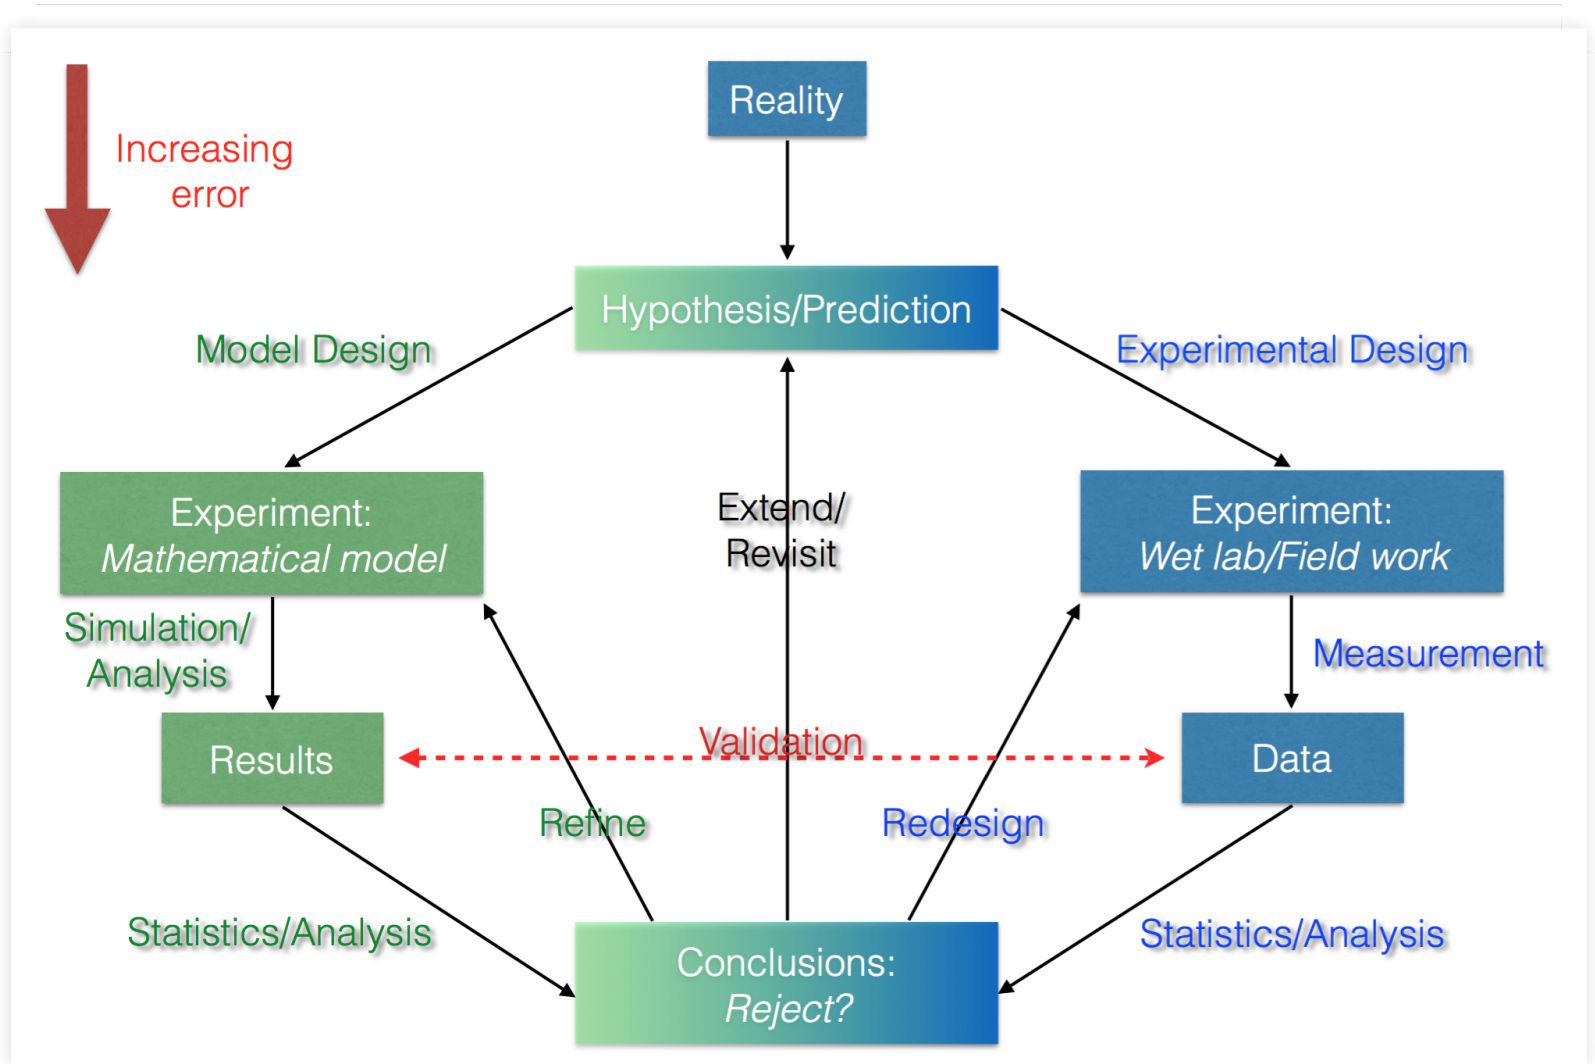 Reality
Increasing
error
Hypothesis/Prediction
Model Design
Experimental Design
Experiment:
Mathematical model
Extend/
Revisit
Experiment:
Wet lab/Field work
Simulation/
Analysis
Measurement
Results
Validation
Data
Refine
Redesign
Statistics/Analysis
Statistics/Analysis
Conclusions:
Reject?